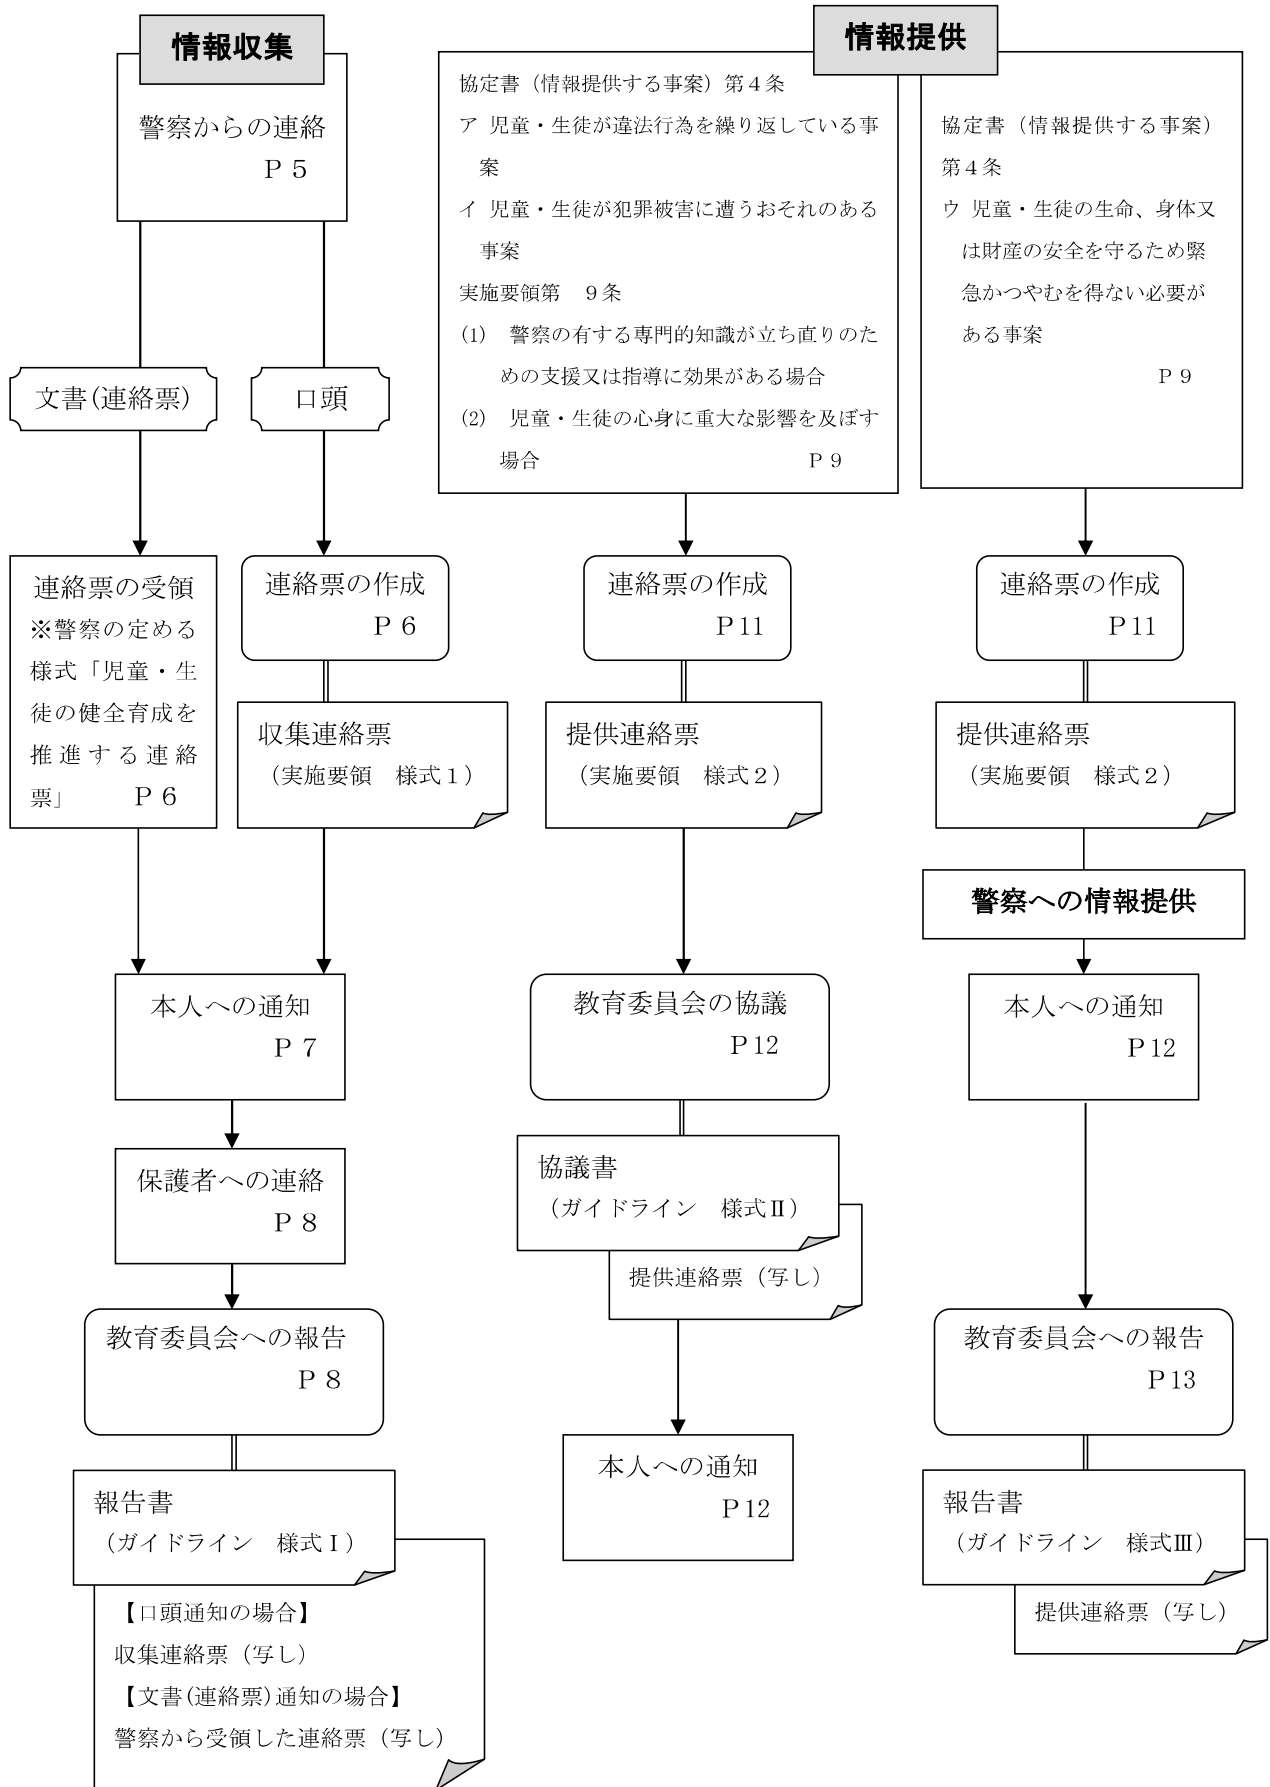 情報収集
警察からの連絡
Ｐ５
文書(連絡票)
口頭
連絡票の受領
※警察の定める
様式「児童・生
徒の健全育成を
推進する連絡
票」　Ｐ６
連絡票の作成
Ｐ６
収集連絡票
（実施要領　様式１）
本人への通知
Ｐ７
保護者への連絡
Ｐ８
教育委員会への報告
Ｐ８
報告書
（ガイドライン　様式Ⅰ）
【口頭通知の場合】
収集連絡票（写し）
【文書(連絡票)通知の場合】
警察から受領した連絡票（写し）
情報提供
協定書（情報提供する事案）第４条
ア 児童・生徒が違法行為を繰り返している事
案
イ 児童・生徒が犯罪被害に遭うおそれのある
事案
実施要領第　９条
(1)　警察の有する専門的知識が立ち直りのた
めの支援又は指導に効果がある場合
(2)　児童・生徒の心身に重大な影響を及ぼす
場合　Ｐ９
連絡票の作成
Ｐ11
提供連絡票
（実施要領　様式２）
教育委員会の協議
Ｐ12
協議書
（ガイドライン　様式Ⅱ）
提供連絡票（写し）
本人への通知
Ｐ12
協定書（情報提供する事案）
第４条
ウ 児童・生徒の生命、身体又
は財産の安全を守るため緊
急かつやむを得ない必要が
ある事案
Ｐ９
連絡票の作成
Ｐ11
提供連絡票
（実施要領　様式２）
警察への情報提供
本人への通知
Ｐ12
教育委員会への報告
Ｐ13
報告書
（ガイドライン　様式Ⅲ）
提供連絡票（写し）